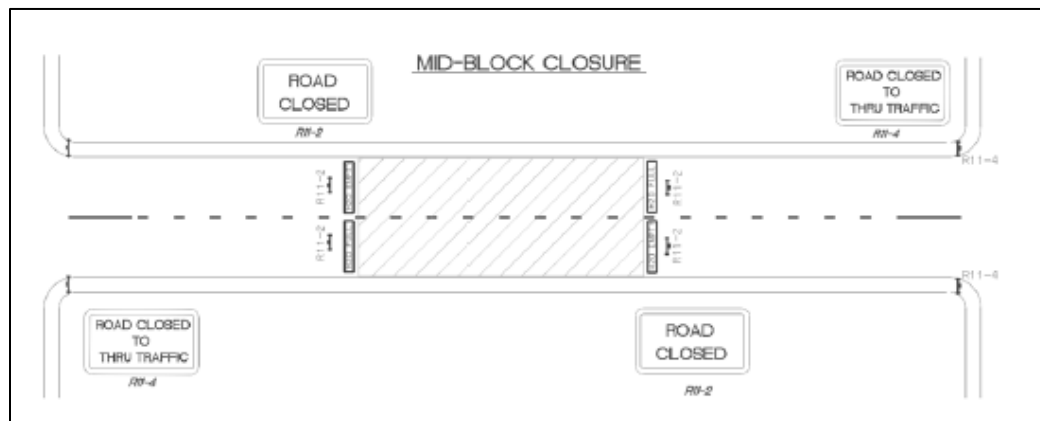 MID-BLOCK CLOSURE
ROAD
CLOSED
R11-2
ROAD CLOSED
TO
THRU TRAFFIC
R11-4
R11-4
R11-2
R11-2
R11-2
R11-2
R11-4
ROAD CLOSED
TO
THRU TRAFFIC
R11-4
ROAD
CLOSED
R11-2